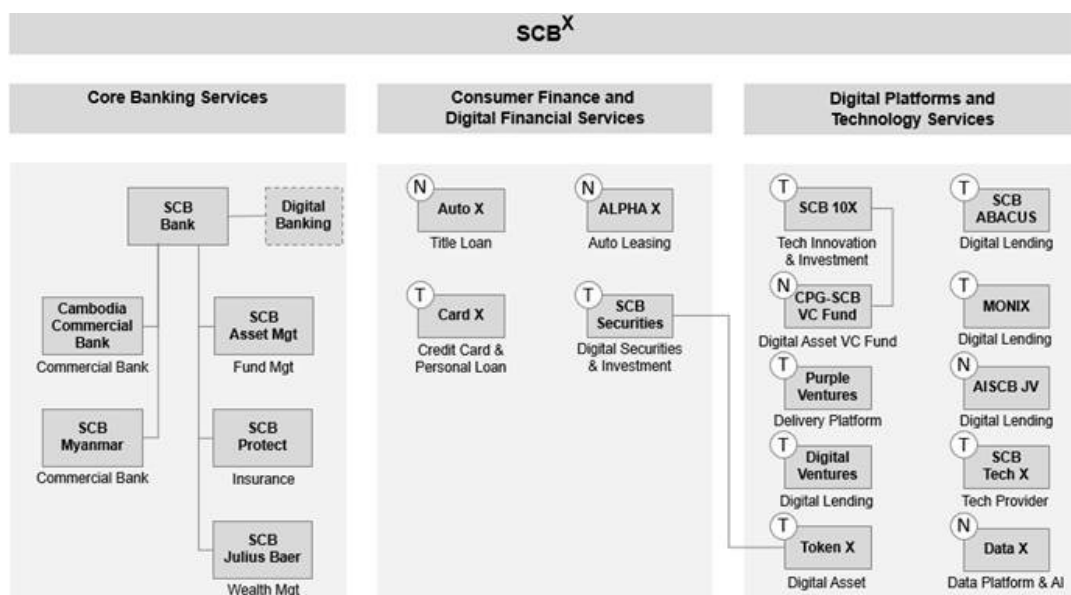 SCBX
Core Banking Services
SCB
Bank
Digital
Banking
Cambodia
Commercial
Bank
Commercial Bank
SCB
Asset Mgt
Fund Mgt
SCB
Myanmar
Commercial Bank
SCB
Protect
Insurance
SCB
Julius Baer
Wealth Mgt
Consumer Finance and
Digital Financial Services
N
Auto X
Title Loan
N
ALPHA X
Auto Leasing
T
Card X
Credit Card &
Personal Loan
T
SCB
Securities
Digital Securities
& Investment
Digital Platforms and
Technology Services
T
SCB 10X
Tech Innovation
& Investment
T
SCB
ABACUS
Digital Lending
N
CPG-SCB
VC Fund
Digital Asset VC Fund
T
MONIX
Digital Lending
T
Purple
Ventures
Delivery Platform
N
AISCB JV
Digital Lending
T
Digital
Ventures
Digital Lending
T
SCB
Tech X
Tech Provider
T
Token X
Digital Asset
N
Data X
Data Platform & AI